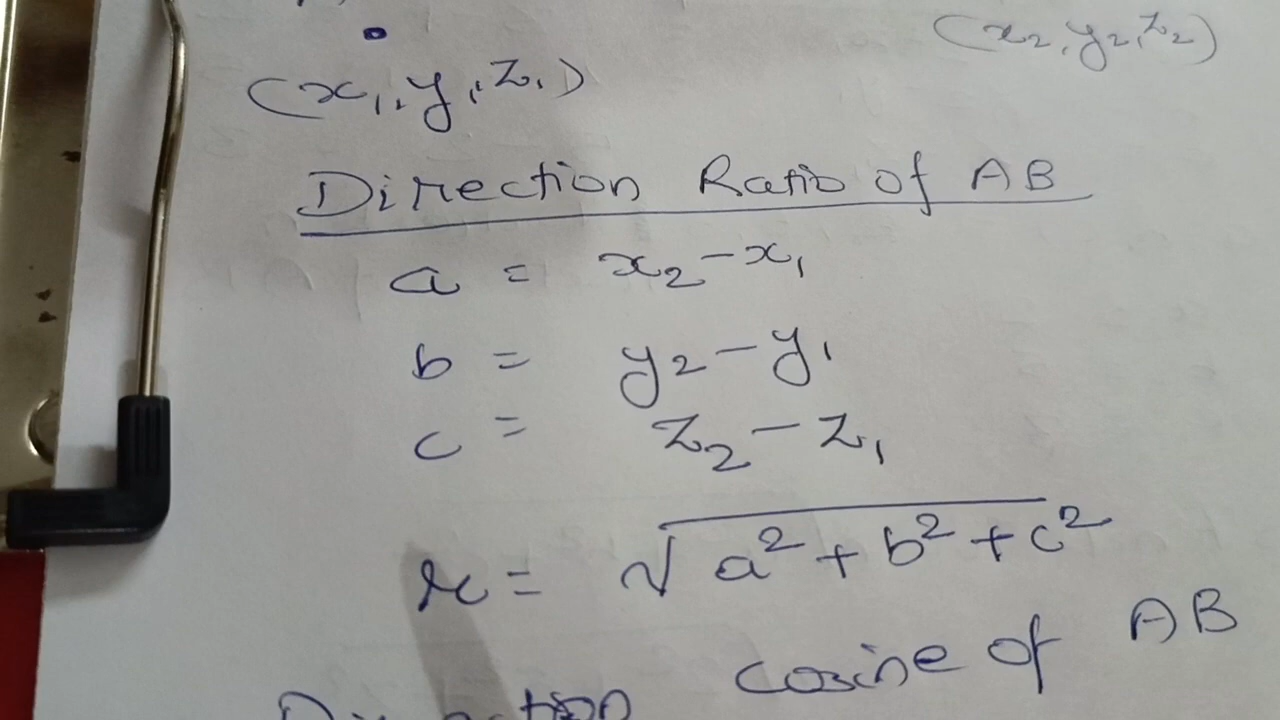 (x₂, y₂, z₂)
(x₁, y₁, z₁)
Direction Ratio of AB
a = x₂ - x₁
b = y₂ - y₁
c = z₂ - z₁
r = √a² + b² + c²
Direction cosine of AB